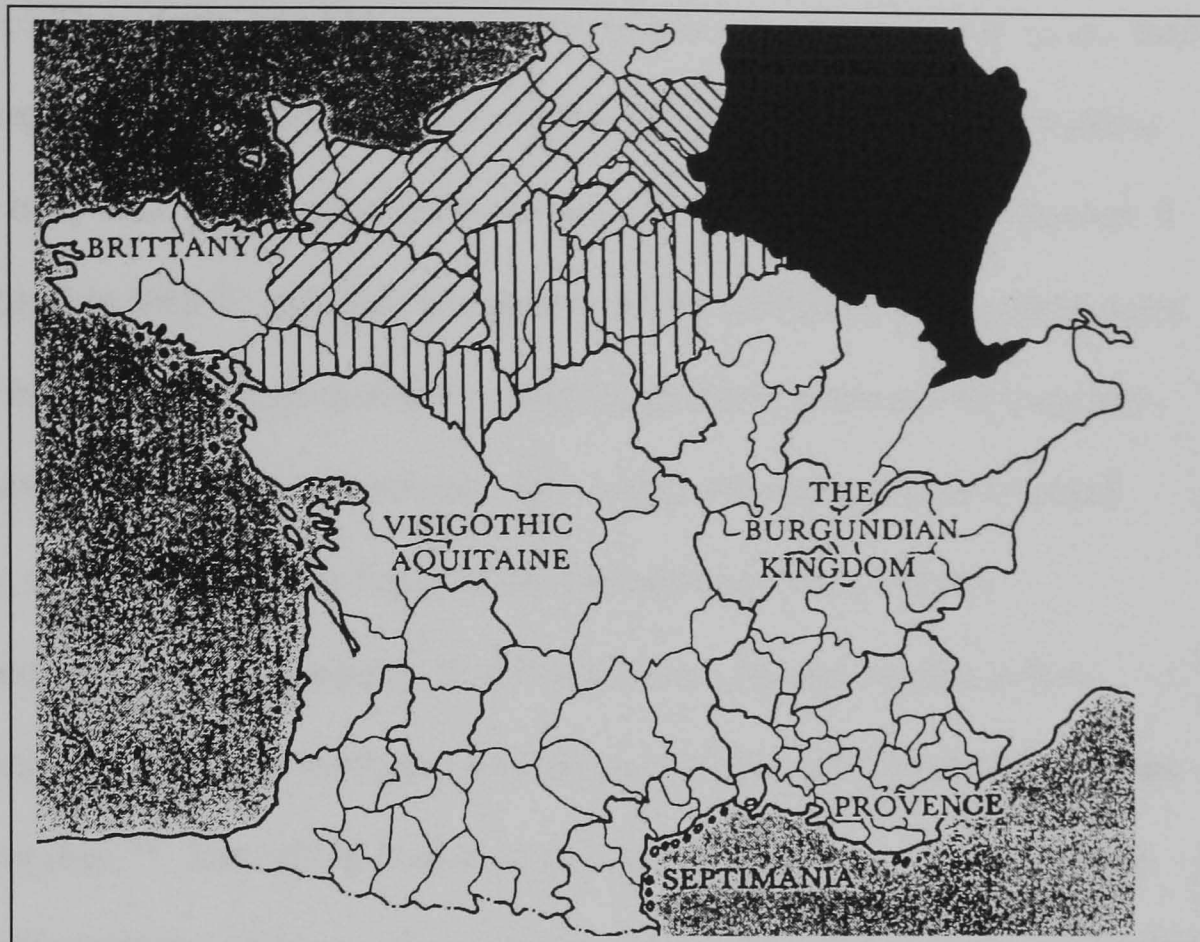 BRITTANY
VISIGOTHIC
AQUITAINE
THE
BURGUNDIAN
KINGDOM
PROVENCE
SEPTIMANIA